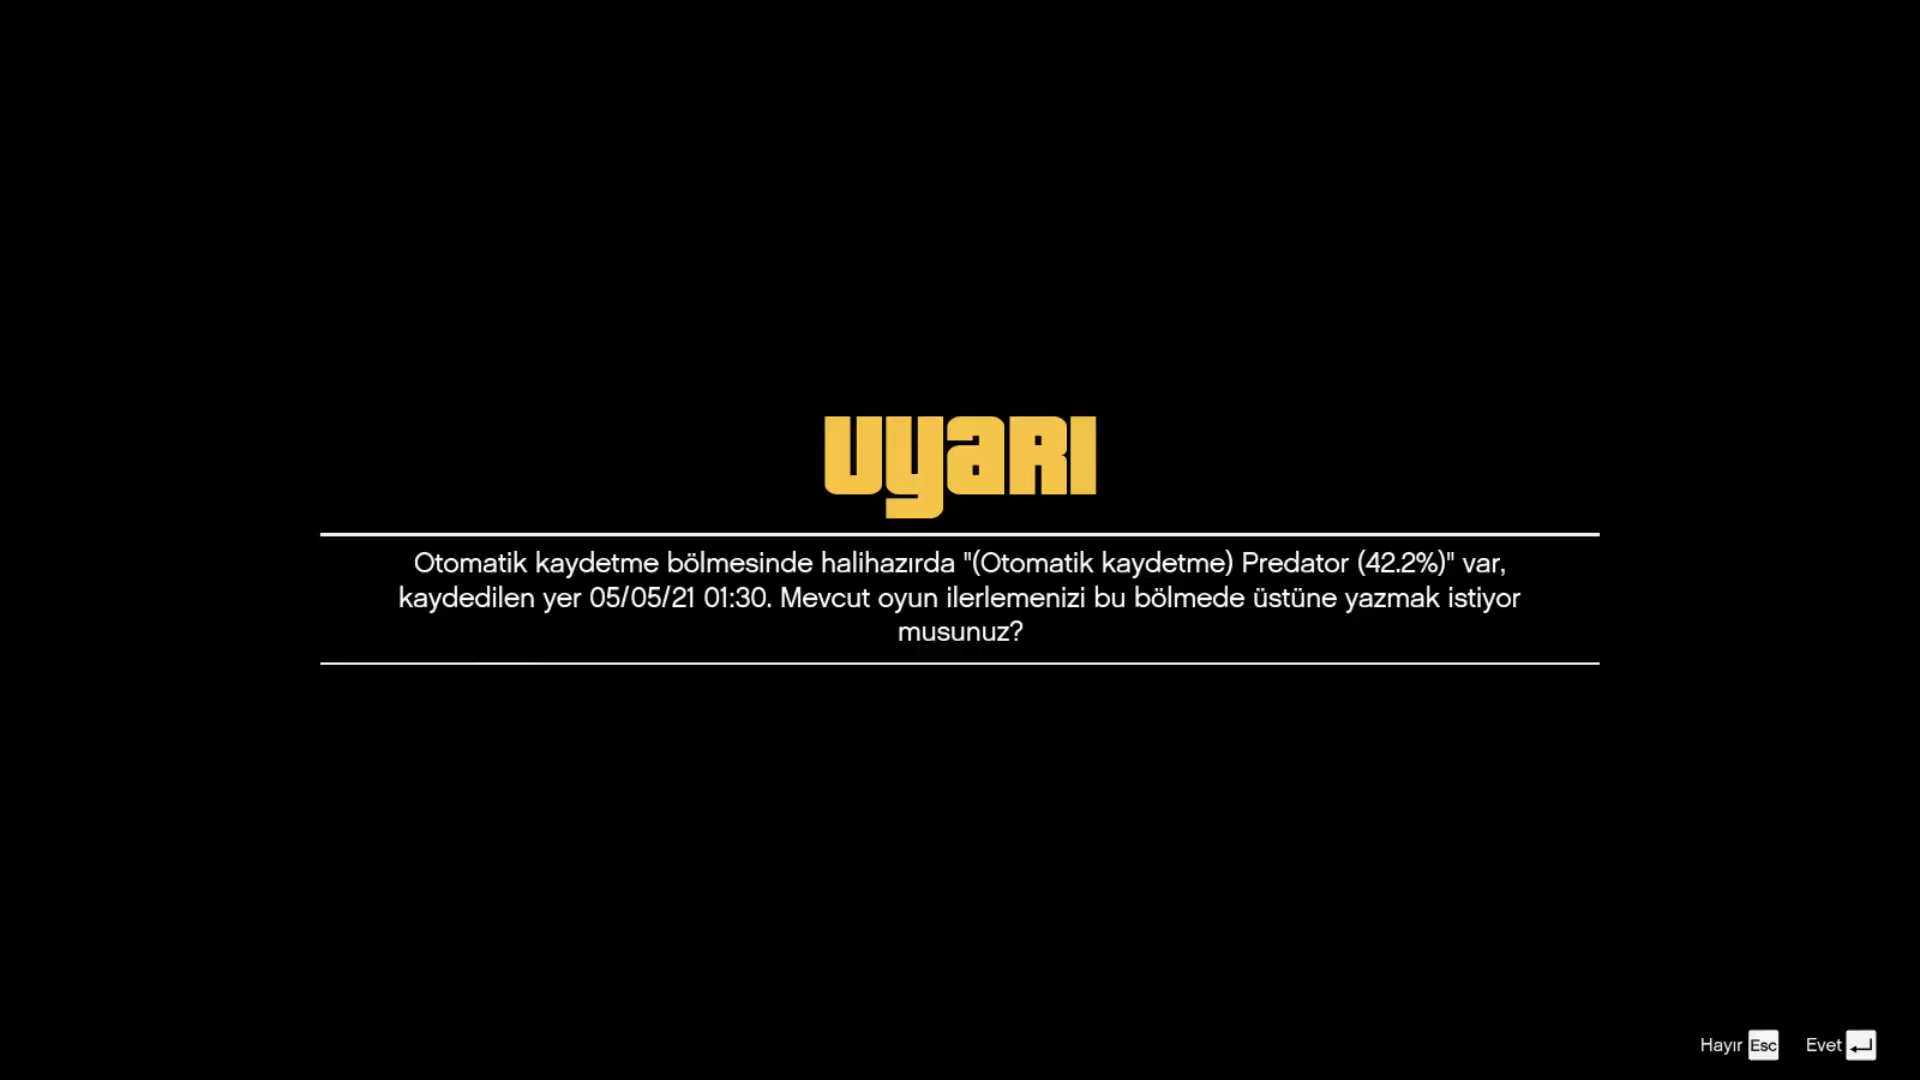 uyaRI
Otomatik kaydetme bölmesinde halihazırda "(Otomatik kaydetme) Predator (42.2%)" var,
kaydedilen yer 05/05/21 01:30. Mevcut oyun ilerlemenizi bu bölmede üstüne yazmak istiyor
musunuz?
Hayır Esc Evet